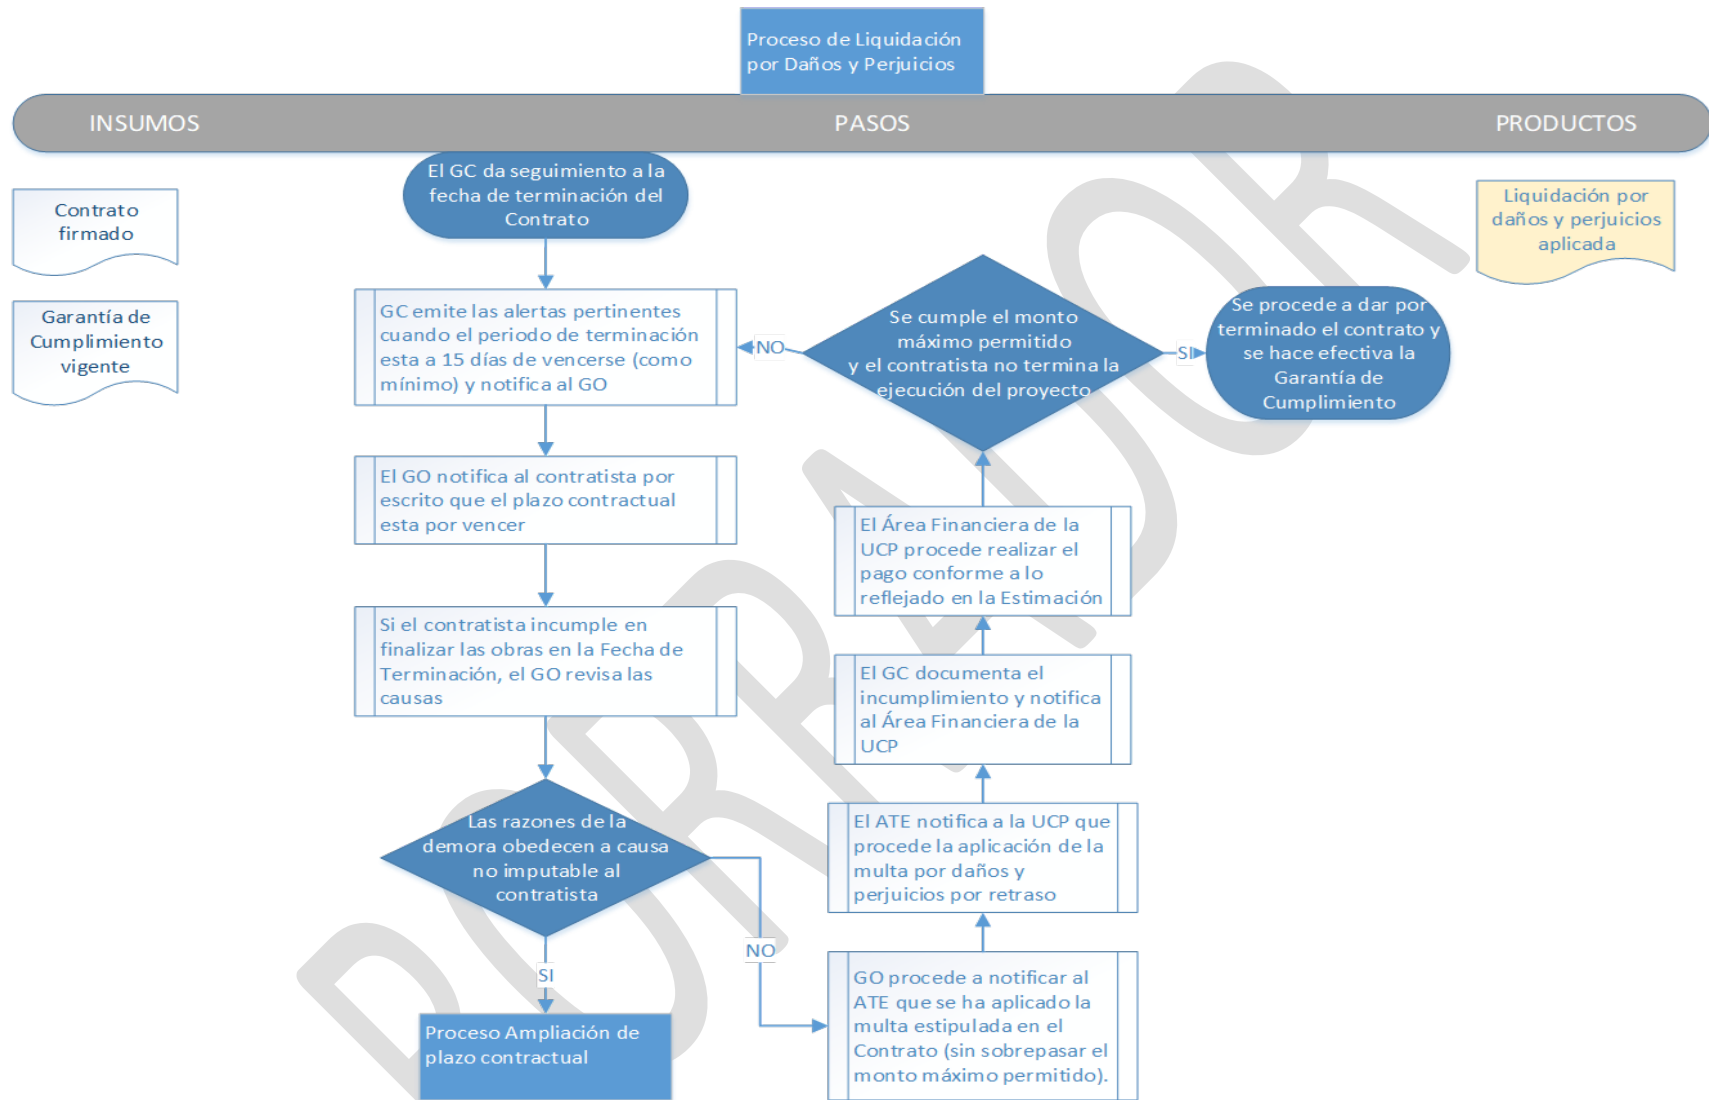 Proceso de Liquidación
por Daños y Perjuicios
INSUMOS
PASOS
PRODUCTOS
Contrato
firmado
Garantía de
Cumplimiento
vigente
El GC da seguimiento a la
fecha de terminación del
Contrato
GC emite las alertas pertinentes
cuando el periodo de terminación
esta a 15 días de vencerse (como
mínimo) y notifica al GO
El GO notifica al contratista por
escrito que el plazo contractual
esta por vencer
Si el contratista incumple en
finalizar las obras en la Fecha de
Terminación, el GO revisa las
causas
Las razones de la
demora obedecen a causa
no imputable al
contratista
SI
NO
Proceso Ampliación de
plazo contractual
GO procede a notificar al
ATE que se ha aplicado la
multa estipulada en el
Contrato (sin sobrepasar el
monto máximo permitido).
El ATE notifica a la UCP que
procede la aplicación de la
multa por daños y
perjuicios por retraso
El GC documenta el
incumplimiento y notifica
al Área Financiera de la
UCP
El Área Financiera de la
UCP procede realizar el
pago conforme a lo
reflejado en la Estimación
Se cumple el monto
máximo permitido
y el contratista no termina la
ejecución del proyecto
NO
SI
Se procede a dar por
terminado el contrato y
se hace efectiva la
Garantía de
Cumplimiento
Liquidación por
daños y perjuicios
aplicada
BORRADOR